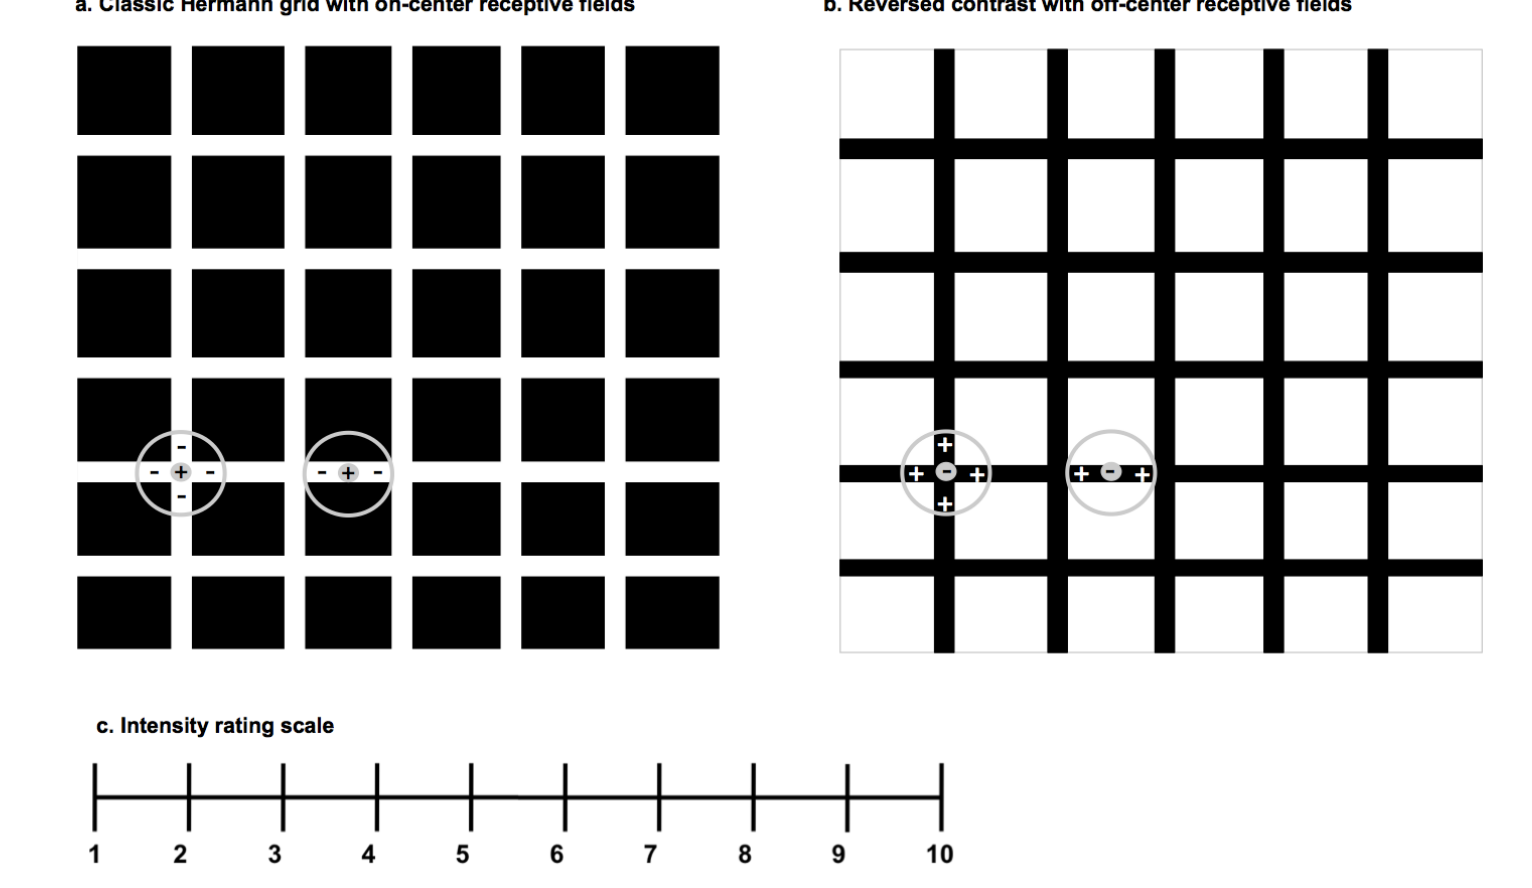 a. Classic Hermann grid with on-center receptive fields
b. Reversed contrast with off-center receptive fields
-
- + -
-
- + -
+
+ - +
+
+ - +
c. Intensity rating scale
1 2 3 4 5 6 7 8 9 10